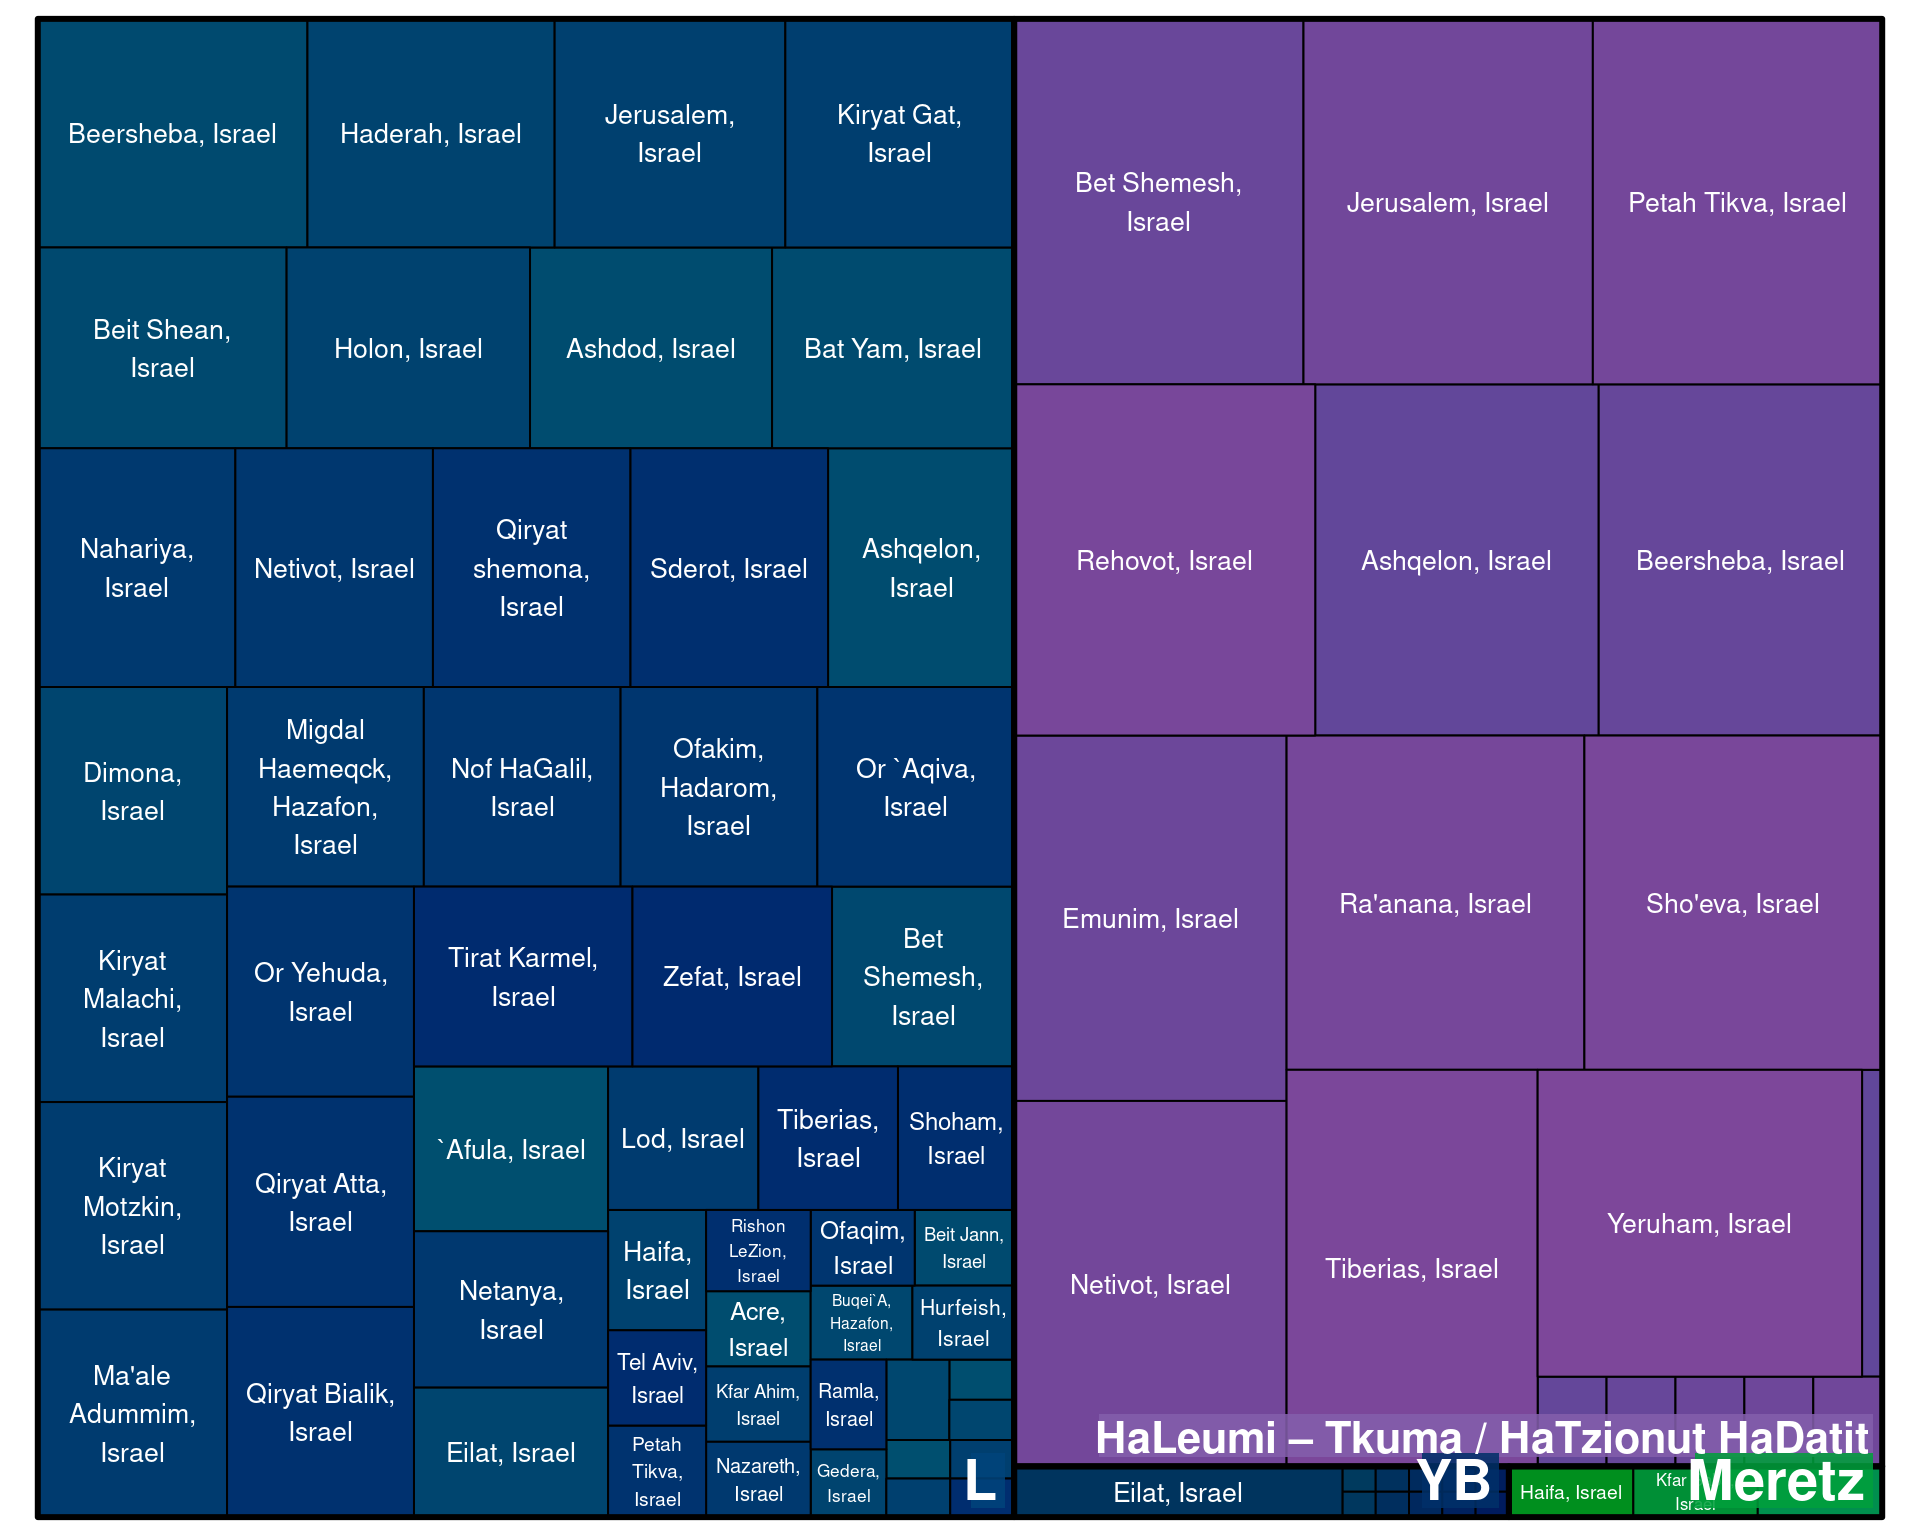 Beersheba, Israel
Haderah, Israel
Jerusalem,
Israel
Kiryat Gat,
Israel
Beit Shean,
Israel
Holon, Israel
Ashdod, Israel
Bat Yam, Israel
Nahariya,
Israel
Netivot, Israel
Qiryat
shemona,
Israel
Sderot, Israel
Ashqelon,
Israel
Dimona,
Israel
Migdal
Haemeqck,
Hazafon,
Israel
Nof HaGalil,
Israel
Ofakim,
Hadarom,
Israel
Or `Aqiva,
Israel
Kiryat
Malachi,
Israel
Or Yehuda,
Israel
Tirat Karmel,
Israel
Zefat, Israel
Bet
Shemesh,
Israel
Kiryat
Motzkin,
Israel
Qiryat Atta,
Israel
`Afula, Israel
Lod, Israel
Tiberias,
Israel
Shoham,
Israel
Ma'ale
Adummim,
Israel
Qiryat Bialik,
Israel
Netanya,
Israel
Eilat, Israel
Haifa,
Israel
Rishon
LeZion,
Israel
Ofaqim,
Israel
Beit Jann,
Israel
Acre,
Israel
Buqei`A,
Hazafon,
Israel
Hurfeish,
Israel
Tel Aviv,
Israel
Kfar Ahim,
Israel
Ramla,
Israel
Petah
Tikva,
Israel
Nazareth,
Israel
Gedera,
Israel
L
Bet Shemesh,
Israel
Jerusalem, Israel
Petah Tikva, Israel
Rehovot, Israel
Ashqelon, Israel
Beersheba, Israel
Emunim, Israel
Ra'anana, Israel
Sho'eva, Israel
Netivot, Israel
Tiberias, Israel
Yeruham, Israel
HaLeumi – Tkuma / HaTzionut HaDatit
Eilat, Israel
YB
Haifa, Israel
Kfar
Israel
Meretz